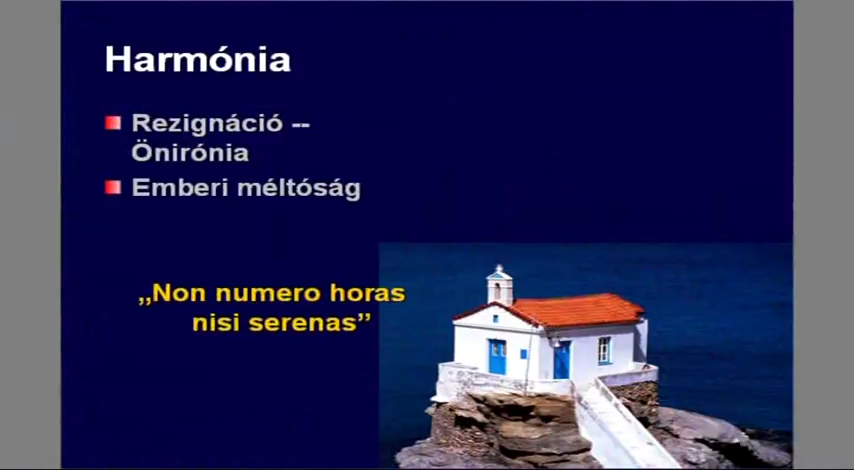 Harmónia
Rezignáció --
Önirónia
Emberi méltóság
„Non numero horas
nisi serenas”